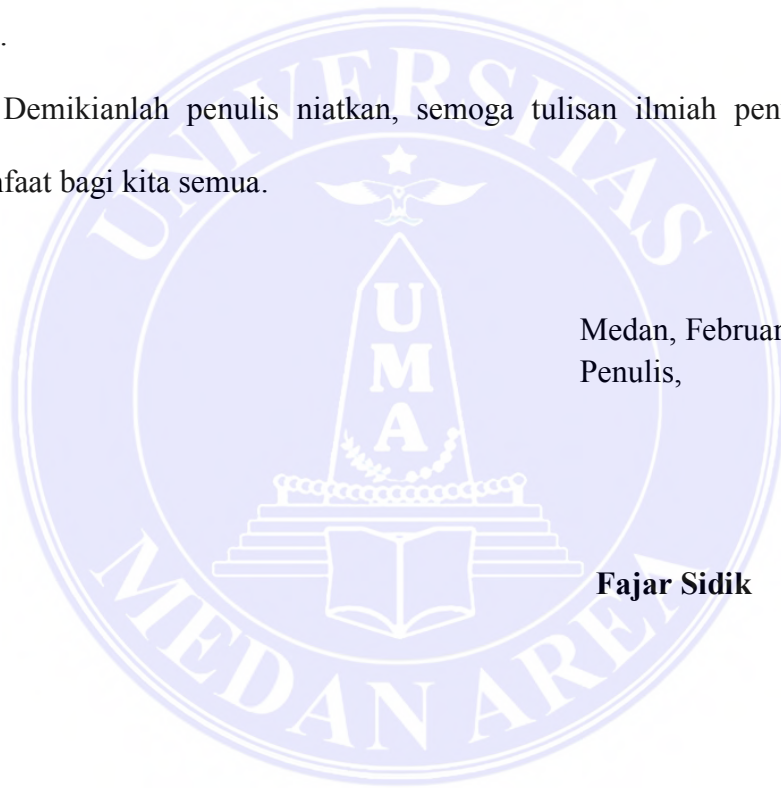 .
Demikianlah penulis niatkan, semoga tulisan ilmiah pen
nfaat bagi kita semua.
Medan, Februar
Penulis,
Fajar Sidik
UNIVERSITAS
UMA
MEDAN AREA